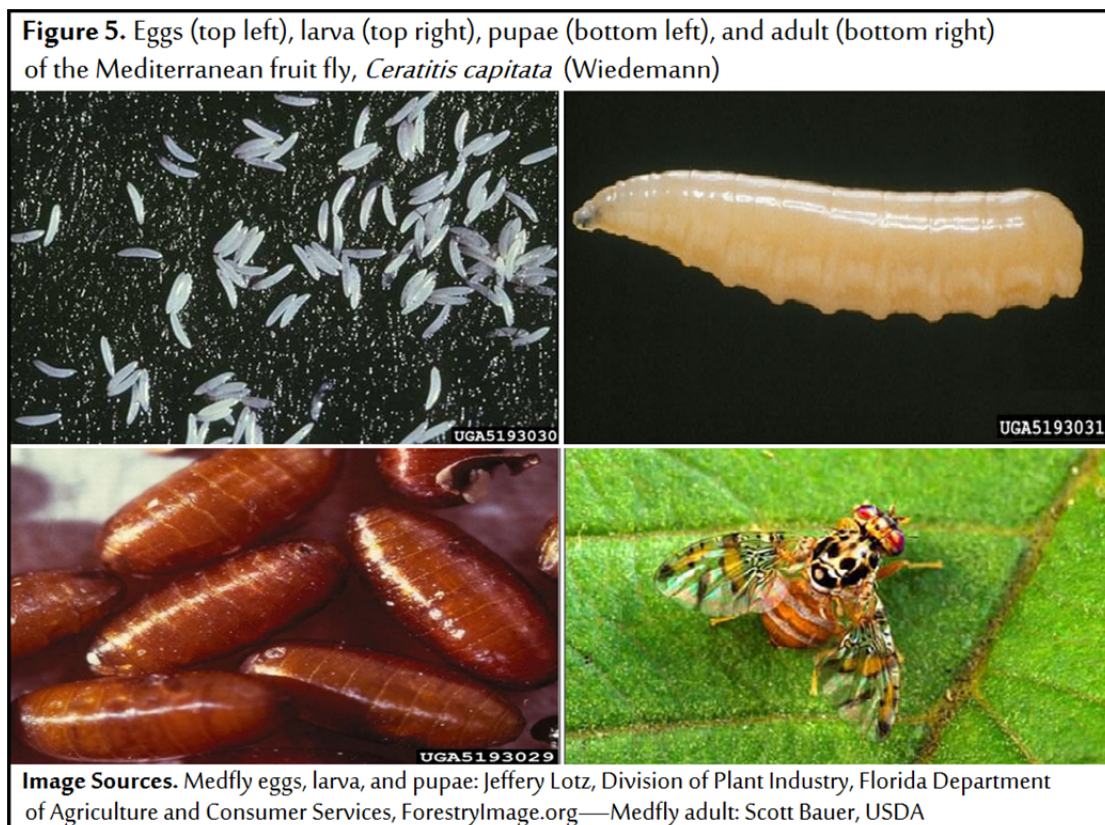 Figure 5. Eggs (top left), larva (top right), pupae (bottom left), and adult (bottom right)
of the Mediterranean fruit fly, Ceratitis capitata (Wiedemann)
UGA5193030
UGA5193031
UGA5193029
Image Sources. Medfly eggs, larva, and pupae: Jeffery Lotz, Division of Plant Industry, Florida Department
of Agriculture and Consumer Services, ForestryImage.org—Medfly adult: Scott Bauer, USDA